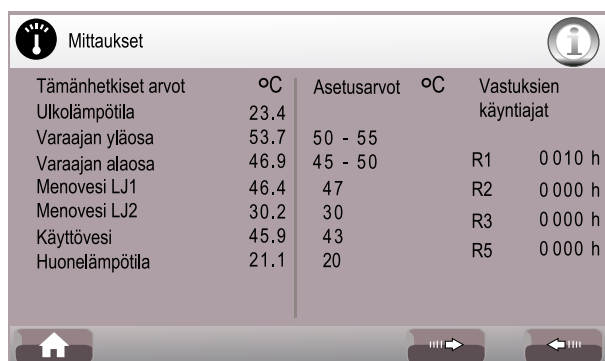 Mittaukset
Tämänhetkiset arvot °C Asetusarvot °C Vastuksien käyntiajat
Ulkolämpötila 23.4
Varaajan yläosa 53.7 50 - 55
Varaajan alaosa 46.9 45 - 50 R1 0010 h
Menovesi LJ1 46.4 47 R2 0000 h
Menovesi LJ2 30.2 30 R3 0000 h
Käyttövesi 45.9 43 R5 0000 h
Huonelämpötila 21.1 20